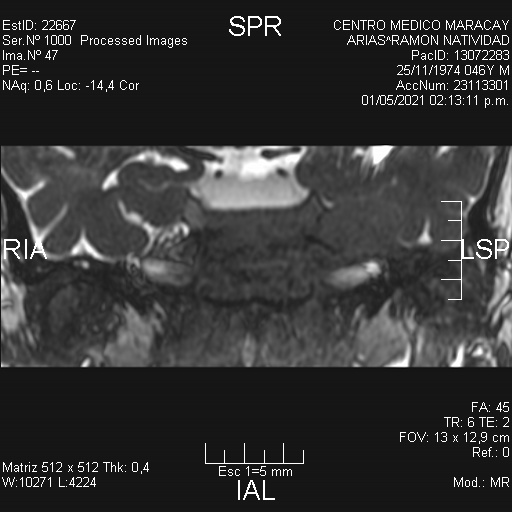 EstID: 22667
Ser.Nº 1000  Processed Images
Ima.Nº 47
PE= --
NAq: 0,6 Loc: -14,4 Cor
SPR
CENTRO MEDICO MARACAY
ARIAS^RAMON NATIVIDAD
PacID: 13072283
25/11/1974 046Y M
AccNum: 23113301
01/05/2021 02:13:11 p.m.
RIA
LSP
FA: 45
TR: 6 TE: 2
FOV: 13 x 12,9 cm
Ref.: 0
Mod.: MR
Matriz 512 x 512 Thk: 0,4
W:10271 L:4224
Esc 1=5 mm
IAL